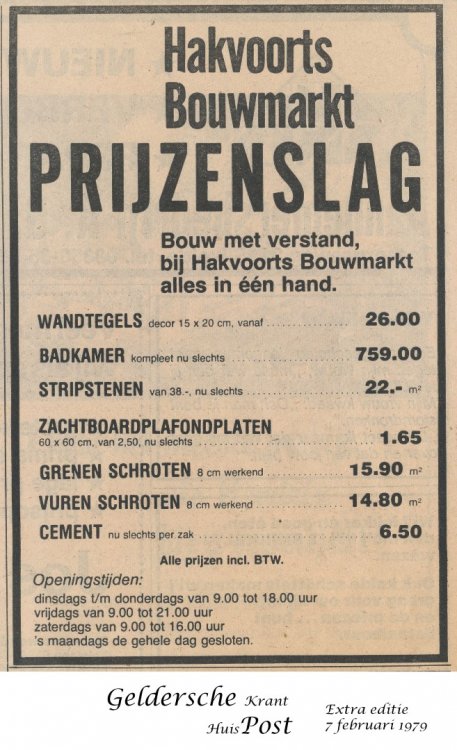 Hakvoorts
Bouwmarkt
PRIJZENSLAG
Bouw met verstand,
bij Hakvoorts Bouwmarkt
alles in één hand.
WANDTEGELS decor 15 x 20 cm, vanaf ........... 26.00
BADKAMER kompleet nu slechts ............ 759.00
STRIPSTENEN van 38.-, nu slechts ............ 22.- m²
ZACHTBOARDPLAFONDPLATEN
60 x 60 cm, van 2,50, nu slechts ........................ 1.65
GRENEN SCHROTEN 8 cm werkend ........ 15.90 m²
VUREN SCHROTEN 8 cm werkend .......... 14.80 m²
CEMENT nu slechts per zak ........................ 6.50
Alle prijzen incl. BTW.
Openingstijden:
dinsdags t/m donderdags van 9.00 tot 18.00 uur
vrijdags van 9.00 tot 21.00 uur
zaterdags van 9.00 tot 16.00 uur
's maandags de gehele dag gesloten.
Geldersche Krant
HuisPost
Extra editie
7 februari 1979